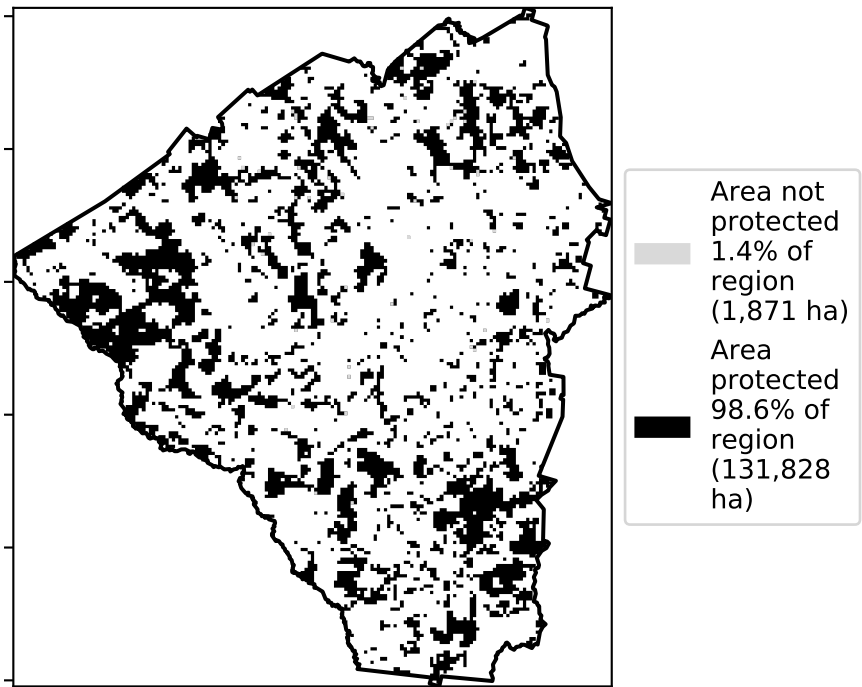 Area not
protected
1.4% of
region
(1,871 ha)
Area
protected
98.6% of
region
(131,828
ha)